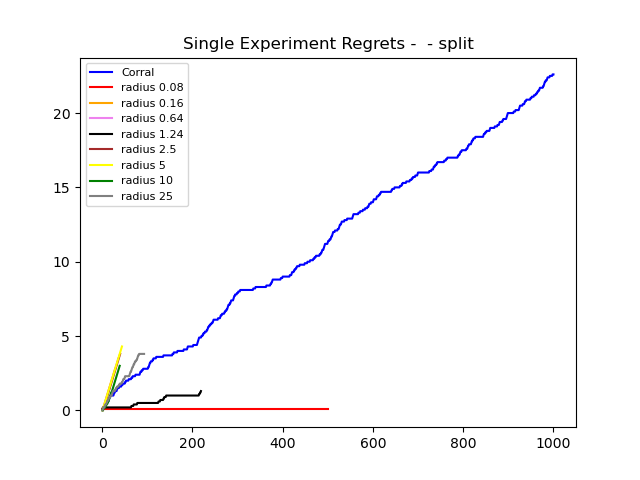 Single Experiment Regrets -  - split
Corral
radius 0.08
radius 0.16
radius 0.64
radius 1.24
radius 2.5
radius 5
radius 10
radius 25
20
15
10
5
0
0 200 400 600 800 1000